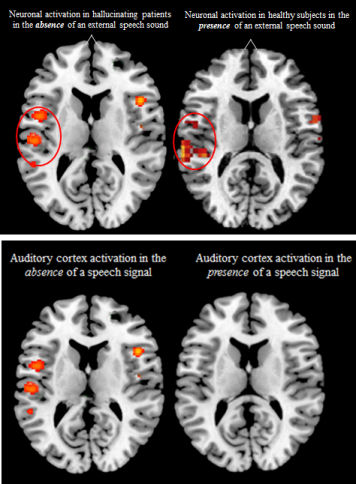 Neuronal activation in hallucinating patients
in the absence of an external speech sound
Neuronal activation in healthy subjects in the
presence of an external speech sound
Auditory cortex activation in the
absence of a speech signal
Auditory cortex activation in the
presence of a speech signal